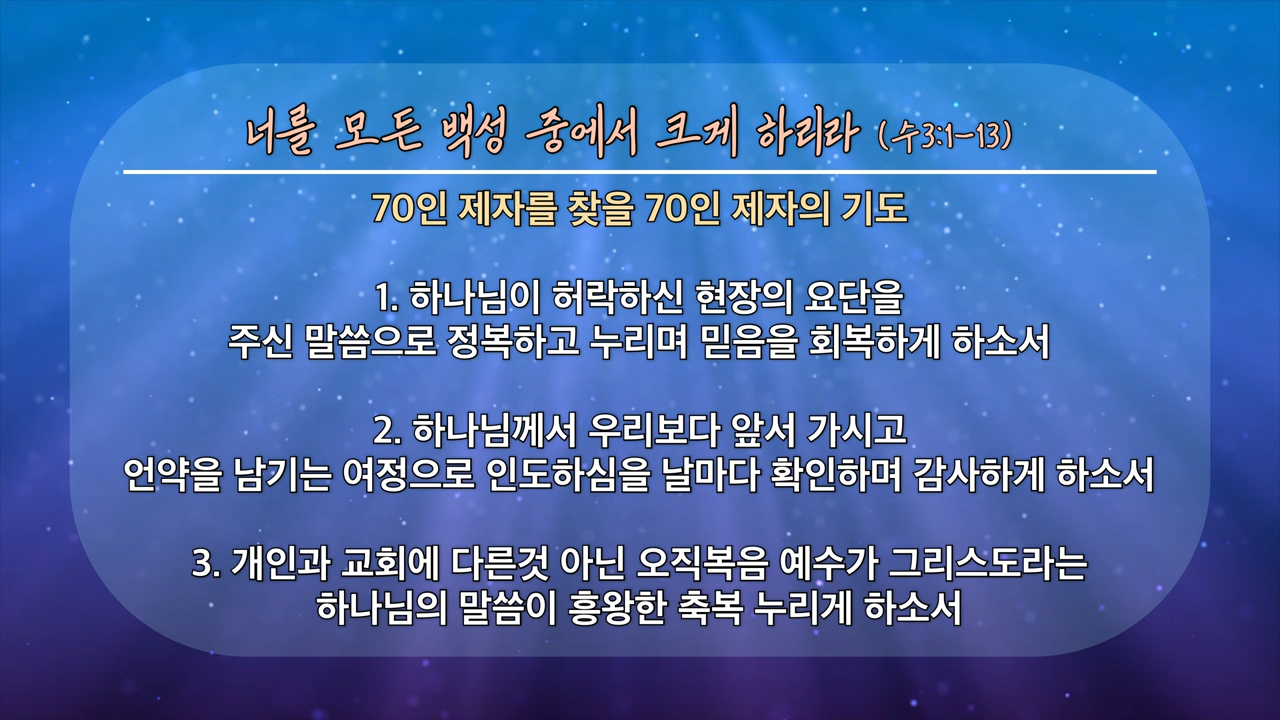 너를 모든 백성 중에서 크게 하리라 (수3:1-13)
70인 제자를 찾을 70인 제자의 기도
1. 하나님이 허락하신 현장의 요단을
주신 말씀으로 정복하고 누리며 믿음을 회복하게 하소서
2. 하나님께서 우리보다 앞서 가시고
언약을 남기는 여정으로 인도하심을 날마다 확인하며 감사하게 하소서
3. 개인과 교회에 다른것 아닌 오직복음 예수가 그리스도라는
하나님의 말씀이 흥왕한 축복 누리게 하소서